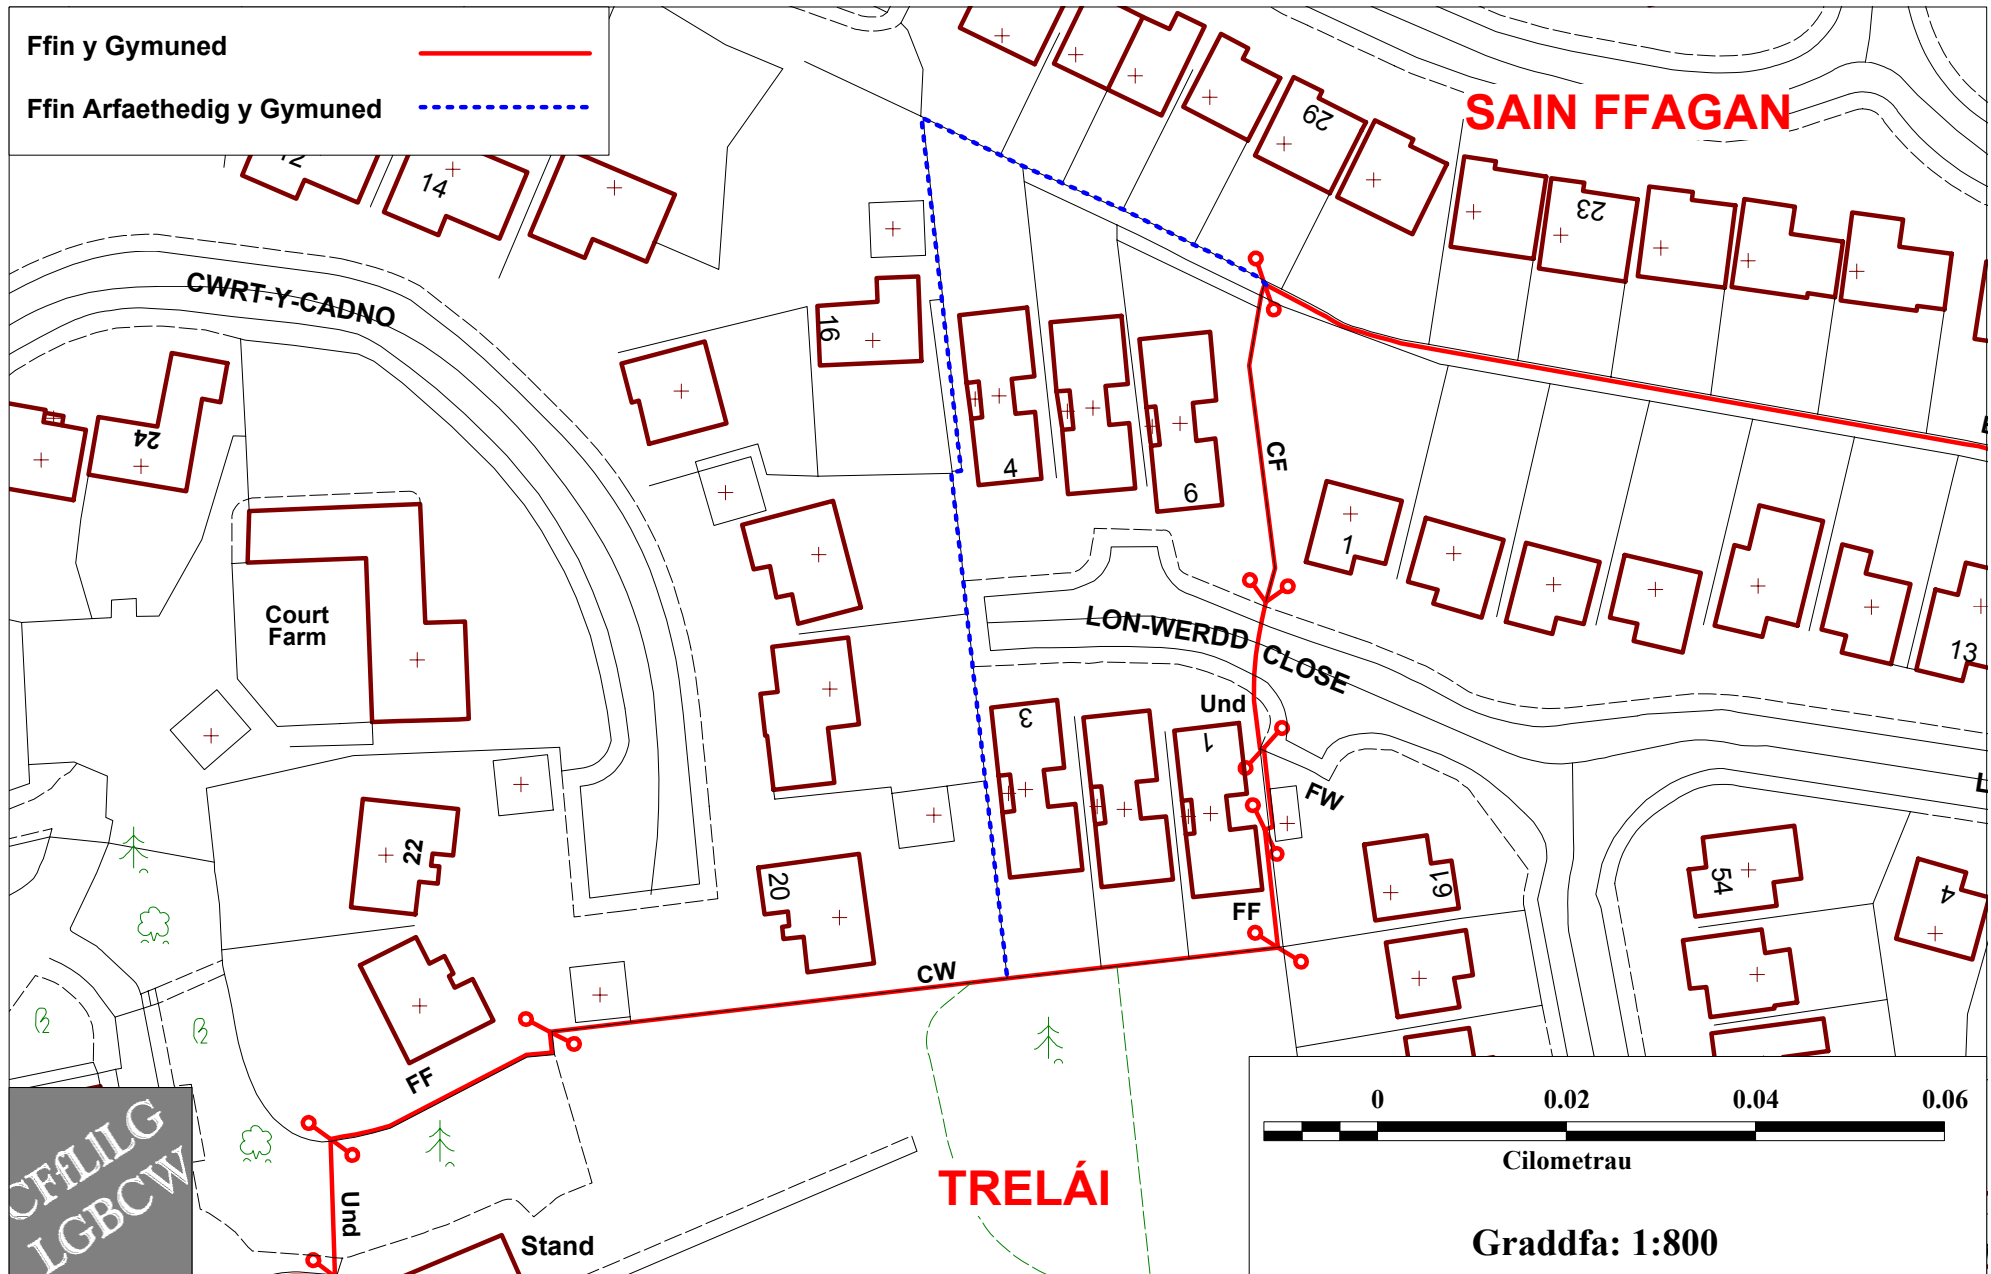 Ffin y Gymuned
Ffin Arfaethedig y Gymuned
SAIN FFAGAN
29
23
12
14
CWRT-Y-CADNO
16
24
4
6
CF
1
13
Court
Farm
LON-WERDD CLOSE
Und
3
1
FW
22
20
61
54
4
FF
CW
FF
Und
Stand
TRELÁI
CFfLlLG
LGBCW
0 0.02 0.04 0.06
Cilometrau
Graddfa: 1:800